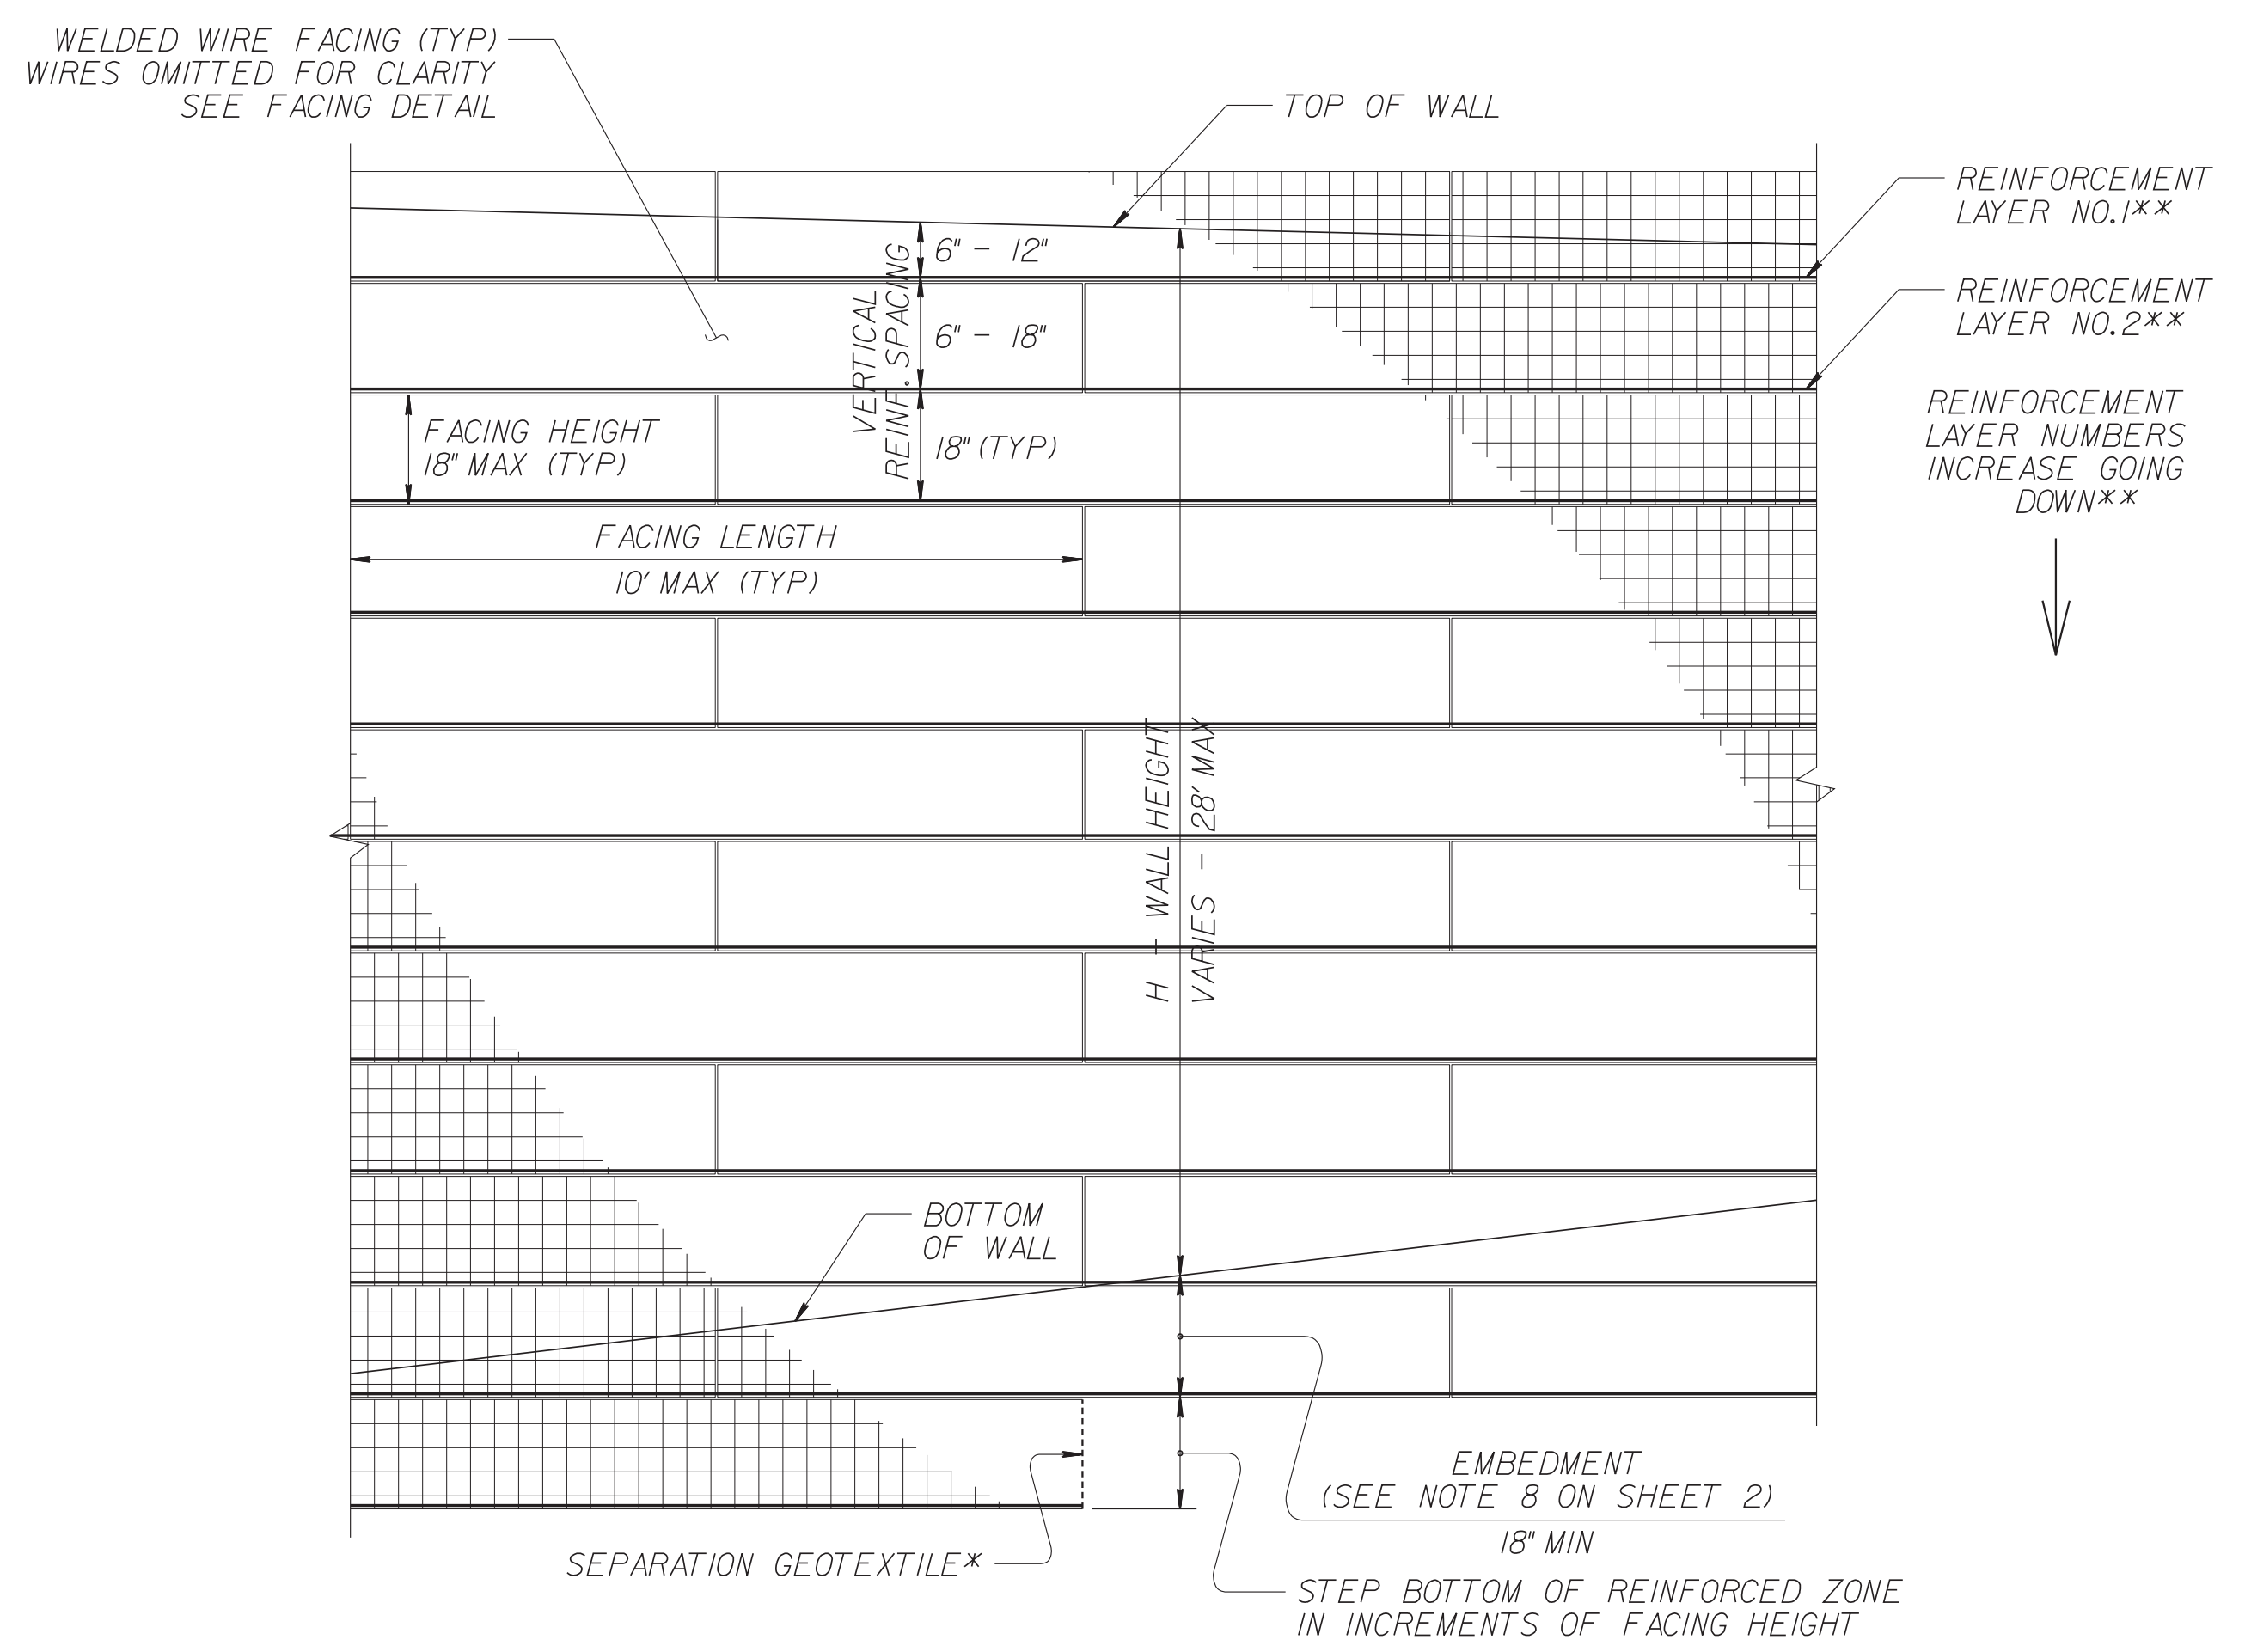 WELDED WIRE FACING (TYP)
WIRES OMITTED FOR CLARITY
SEE FACING DETAIL
TOP OF WALL
REINFORCEMENT
LAYER NO. 1**
REINFORCEMENT
LAYER NO. 2**
REINFORCEMENT
LAYER NUMBERS
INCREASE GOING
DOWN**
VERTICAL
REINF. SPACING
6" - 12"
6" - 18"
18" (TYP)
FACING HEIGHT
18" MAX (TYP)
FACING LENGTH
10' MAX (TYP)
H - WALL HEIGHT
VARIES - 28' MAX
BOTTOM
OF WALL
EMBEDMENT
(SEE NOTE 8 ON SHEET 2)
18" MIN
SEPARATION GEOTEXTILE*
STEP BOTTOM OF REINFORCED ZONE
IN INCREMENTS OF FACING HEIGHT